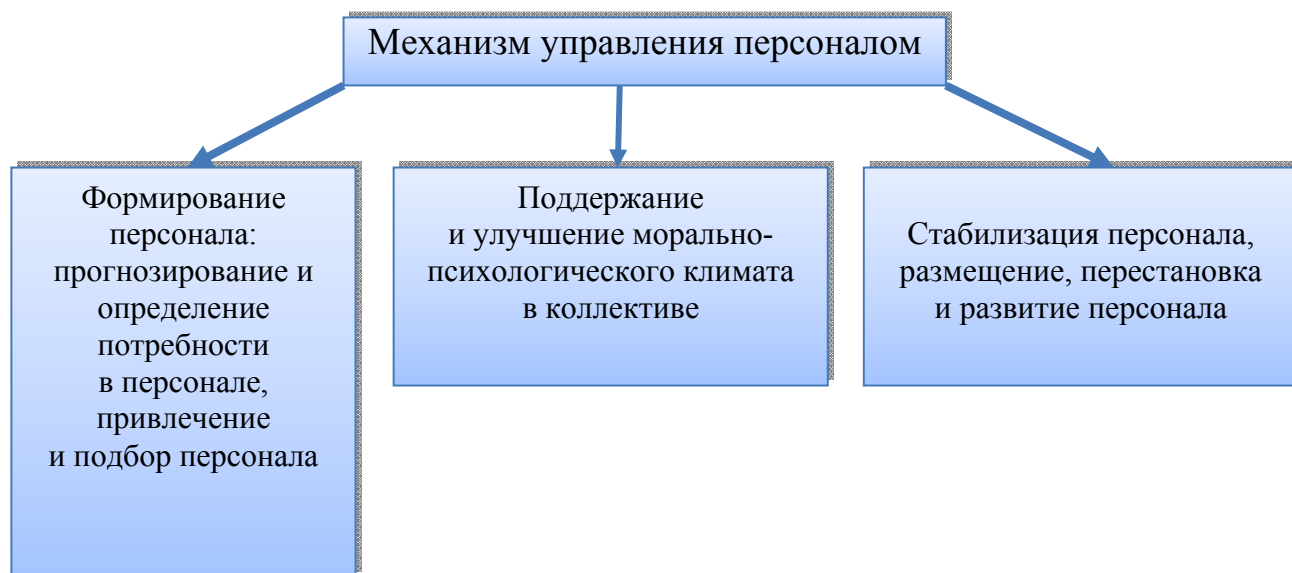 Механизм управления персоналом
Формирование
персонала:
прогнозирование и
определение
потребности
в персонале,
привлечение
и подбор персонала
Поддержание
и улучшение морально-
психологического климата
в коллективе
Стабилизация персонала,
размещение, перестановка
и развитие персонала